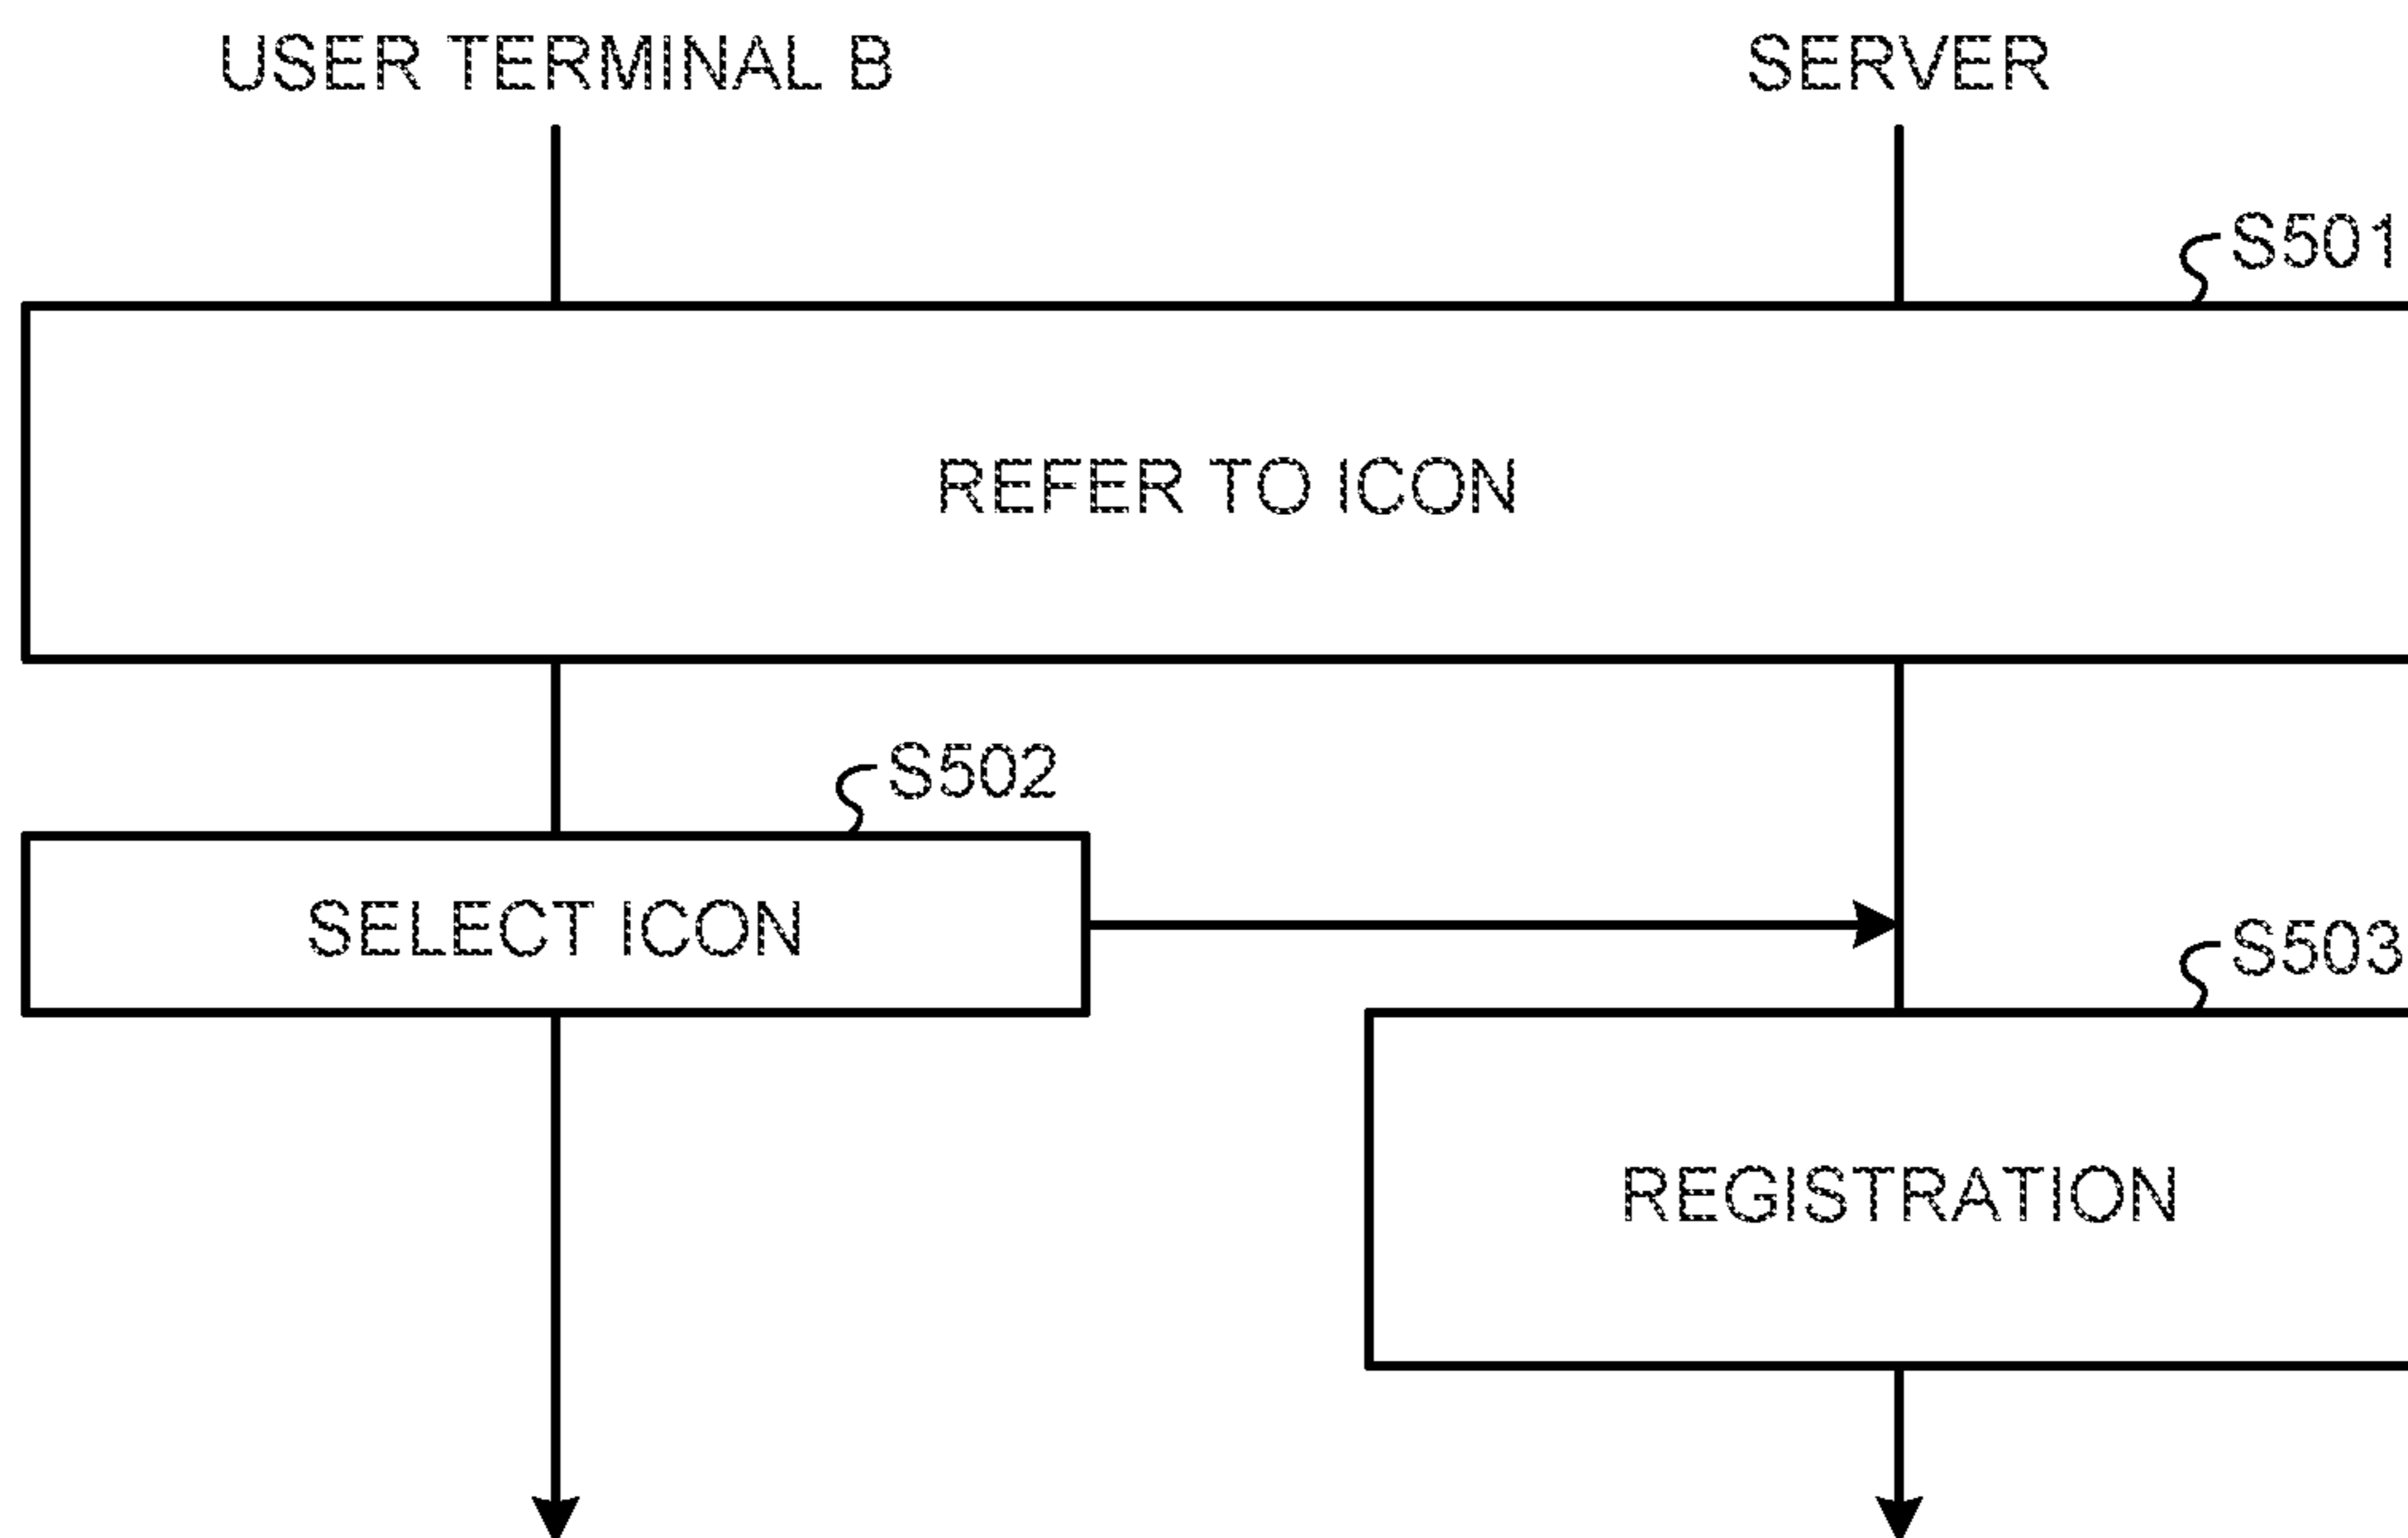 USER TERMINAL B
SERVER
S501
REFER TO ICON
S502
SELECT ICON
S503
REGISTRATION